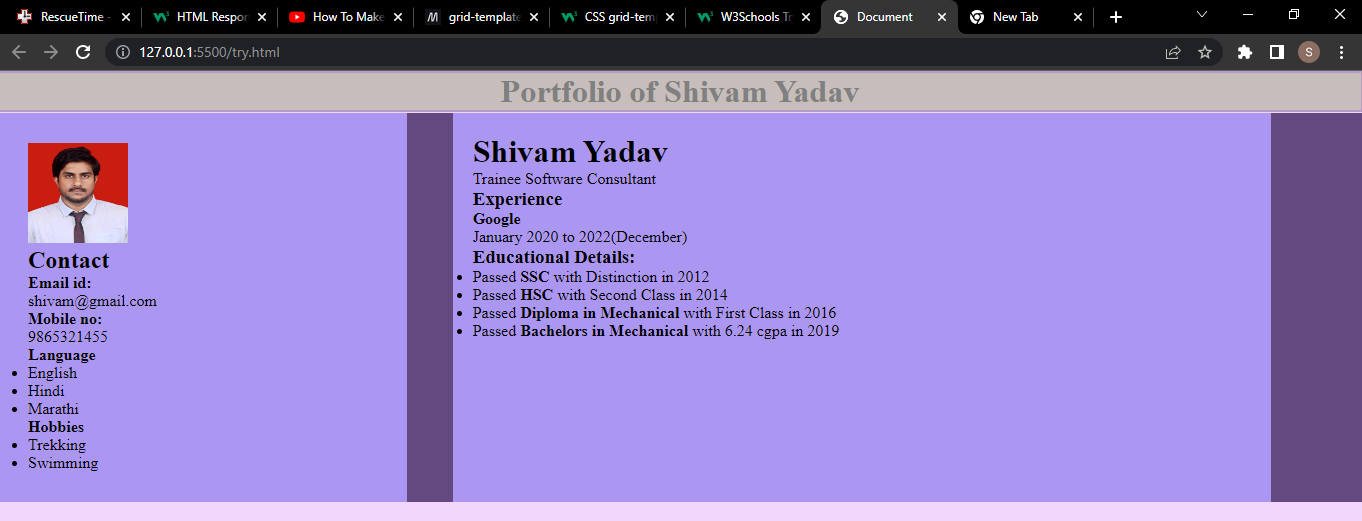 RescueTime -
HTML Respor
How To Make
grid-template
CSS grid-temp
W3Schools Tr
Document
New Tab
127.0.0.1:5500/try.html
S
Portfolio of Shivam Yadav
Contact
Email id:
shivam@gmail.com
Mobile no:
9865321455
Language
English
Hindi
Marathi
Hobbies
Trekking
Swimming
Shivam Yadav
Trainee Software Consultant
Experience
Google
January 2020 to 2022(December)
Educational Details:
Passed SSC with Distinction in 2012
Passed HSC with Second Class in 2014
Passed Diploma in Mechanical with First Class in 2016
Passed Bachelors in Mechanical with 6.24 cgpa in 2019